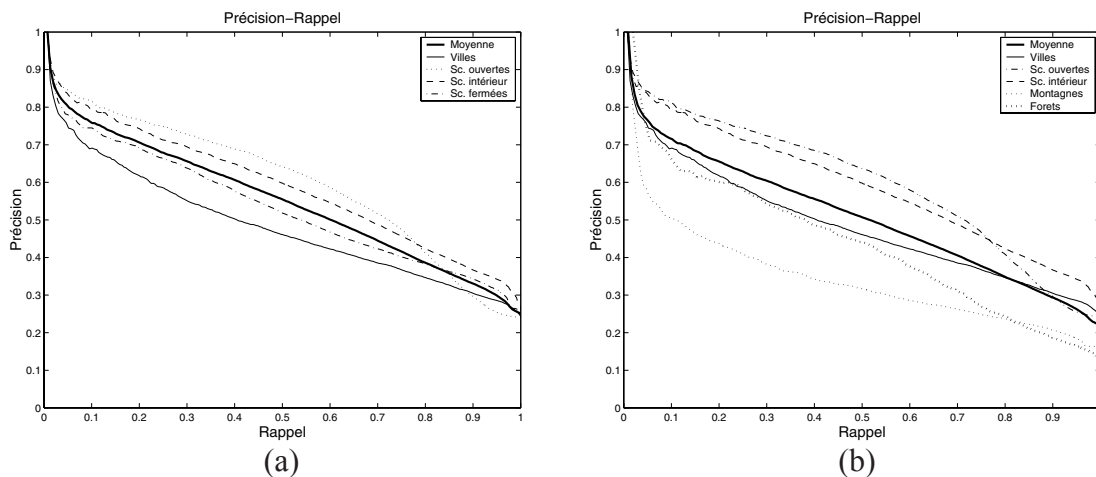 Précision−Rappel
1
0.9
0.8
0.7
0.6
0.5
0.4
0.3
0.2
0.1
0
Précision
Moyenne
Villes
Sc. ouvertes
Sc. intérieur
Sc. fermées
0
0.1
0.2
0.3
0.4
0.5
0.6
0.7
0.8
0.9
1
Rappel
(a)
Précision−Rappel
1
0.9
0.8
0.7
0.6
0.5
0.4
0.3
0.2
0.1
0
Précision
Moyenne
Villes
Sc. ouvertes
Sc. intérieur
Montagnes
Forets
0
0.1
0.2
0.3
0.4
0.5
0.6
0.7
0.8
0.9
Rappel
(b)